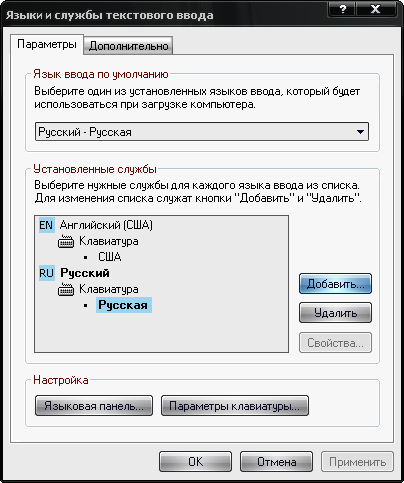 Языки и службы текстового ввода
Параметры Дополнительно
Язык ввода по умолчанию
Выберите один из установленных языков ввода, который будет
использоваться при загрузке компьютера.
Русский - Русская
Установленные службы
Выберите нужные службы для каждого языка ввода из списка.
Для изменения списка служат кнопки "Добавить" и "Удалить".
EN Английский (США)
Клавиатура
• США
RU Русский
Клавиатура
• Русская
Добавить...
Удалить
Свойства...
Настройка
Языковая панель... Параметры клавиатуры...
OK Отмена Применить